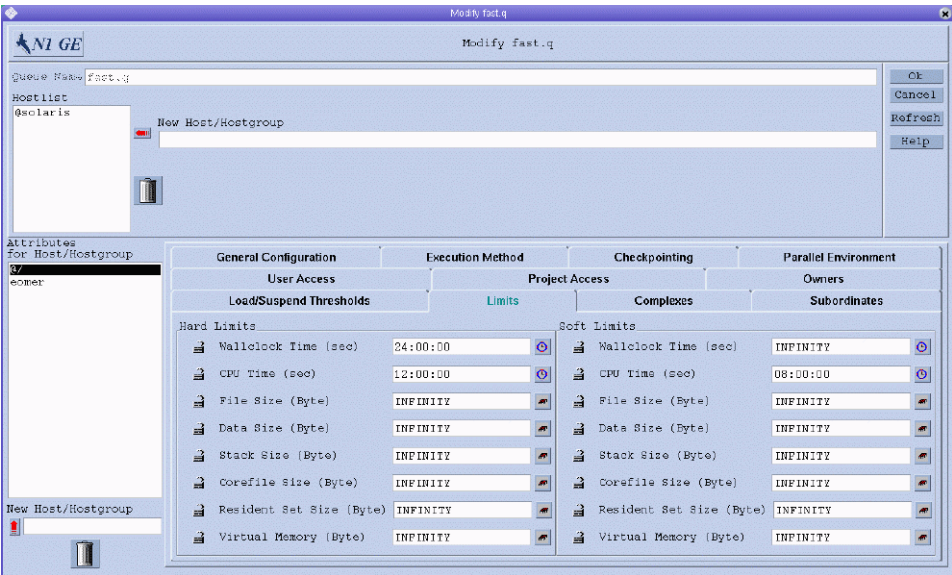 Modify fast.q
N1 GE
Modify fast.q
Queue Name fast.q
Ok
Hostlist
Cancel
@solaris
Refresh
New Host/Hostgroup
Help
Attributes
for Host/Hostgroup
@/
eomer
General Configuration Execution Method Checkpointing Parallel Environment
User Access Project Access Owners
Load/Suspend Thresholds Limits Complexes Subordinates
Hard Limits Soft Limits
Wallclock Time (sec) 24:00:00 Wallclock Time (sec) INFINITY
CPU Time (sec) 12:00:00 CPU Time (sec) 08:00:00
File Size (Byte) INFINITY File Size (Byte) INFINITY
Data Size (Byte) INFINITY Data Size (Byte) INFINITY
Stack Size (Byte) INFINITY Stack Size (Byte) INFINITY
Corefile Size (Byte) INFINITY Corefile Size (Byte) INFINITY
New Host/Hostgroup
Resident Set Size (Byte) INFINITY Resident Set Size (Byte) INFINITY
Virtual Memory (Byte) INFINITY Virtual Memory (Byte) INFINITY